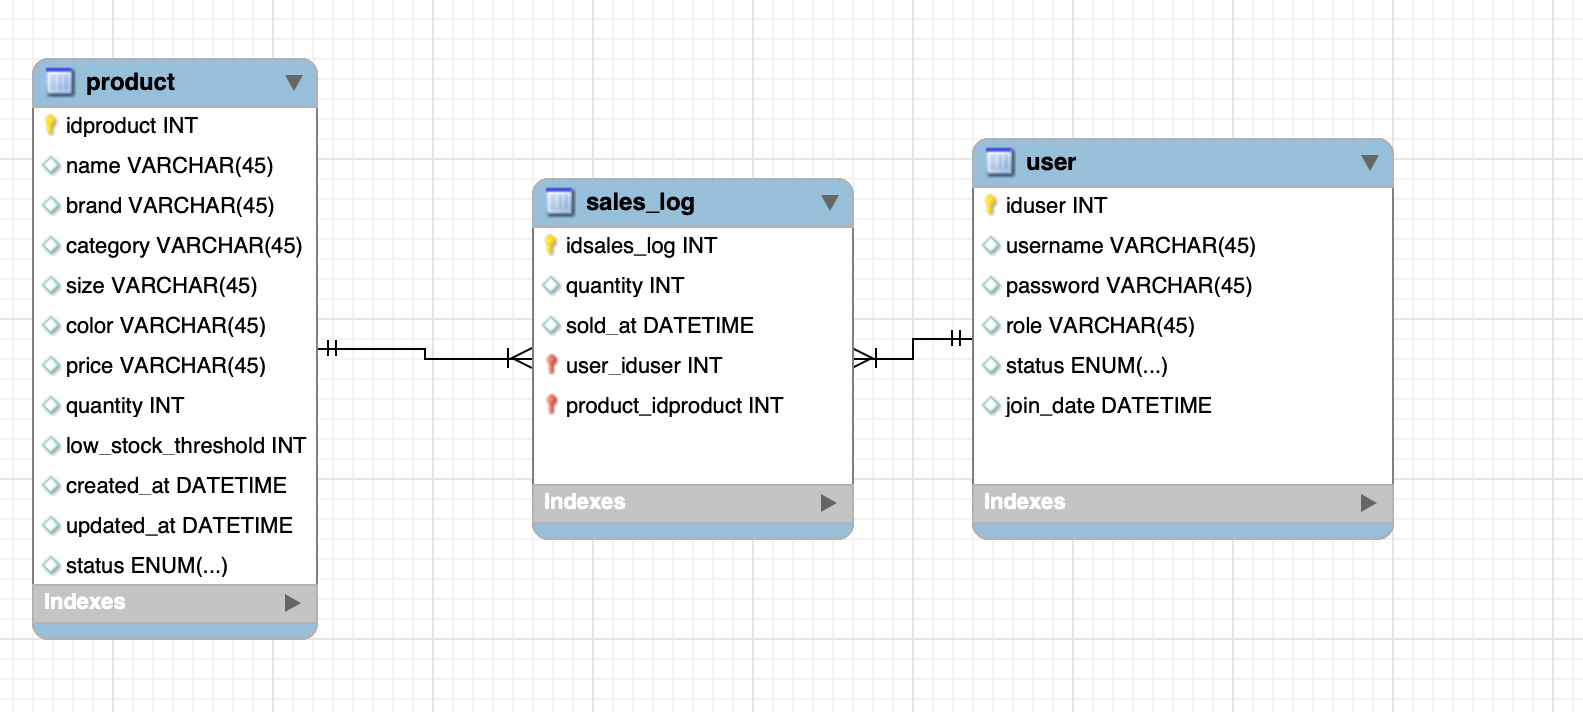 product
idproduct INT
name VARCHAR(45)
brand VARCHAR(45)
category VARCHAR(45)
size VARCHAR(45)
color VARCHAR(45)
price VARCHAR(45)
quantity INT
low_stock_threshold INT
created_at DATETIME
updated_at DATETIME
status ENUM(...)
Indexes
sales_log
idsales_log INT
quantity INT
sold_at DATETIME
user_iduser INT
product_idproduct INT
Indexes
user
iduser INT
username VARCHAR(45)
password VARCHAR(45)
role VARCHAR(45)
status ENUM(...)
join_date DATETIME
Indexes